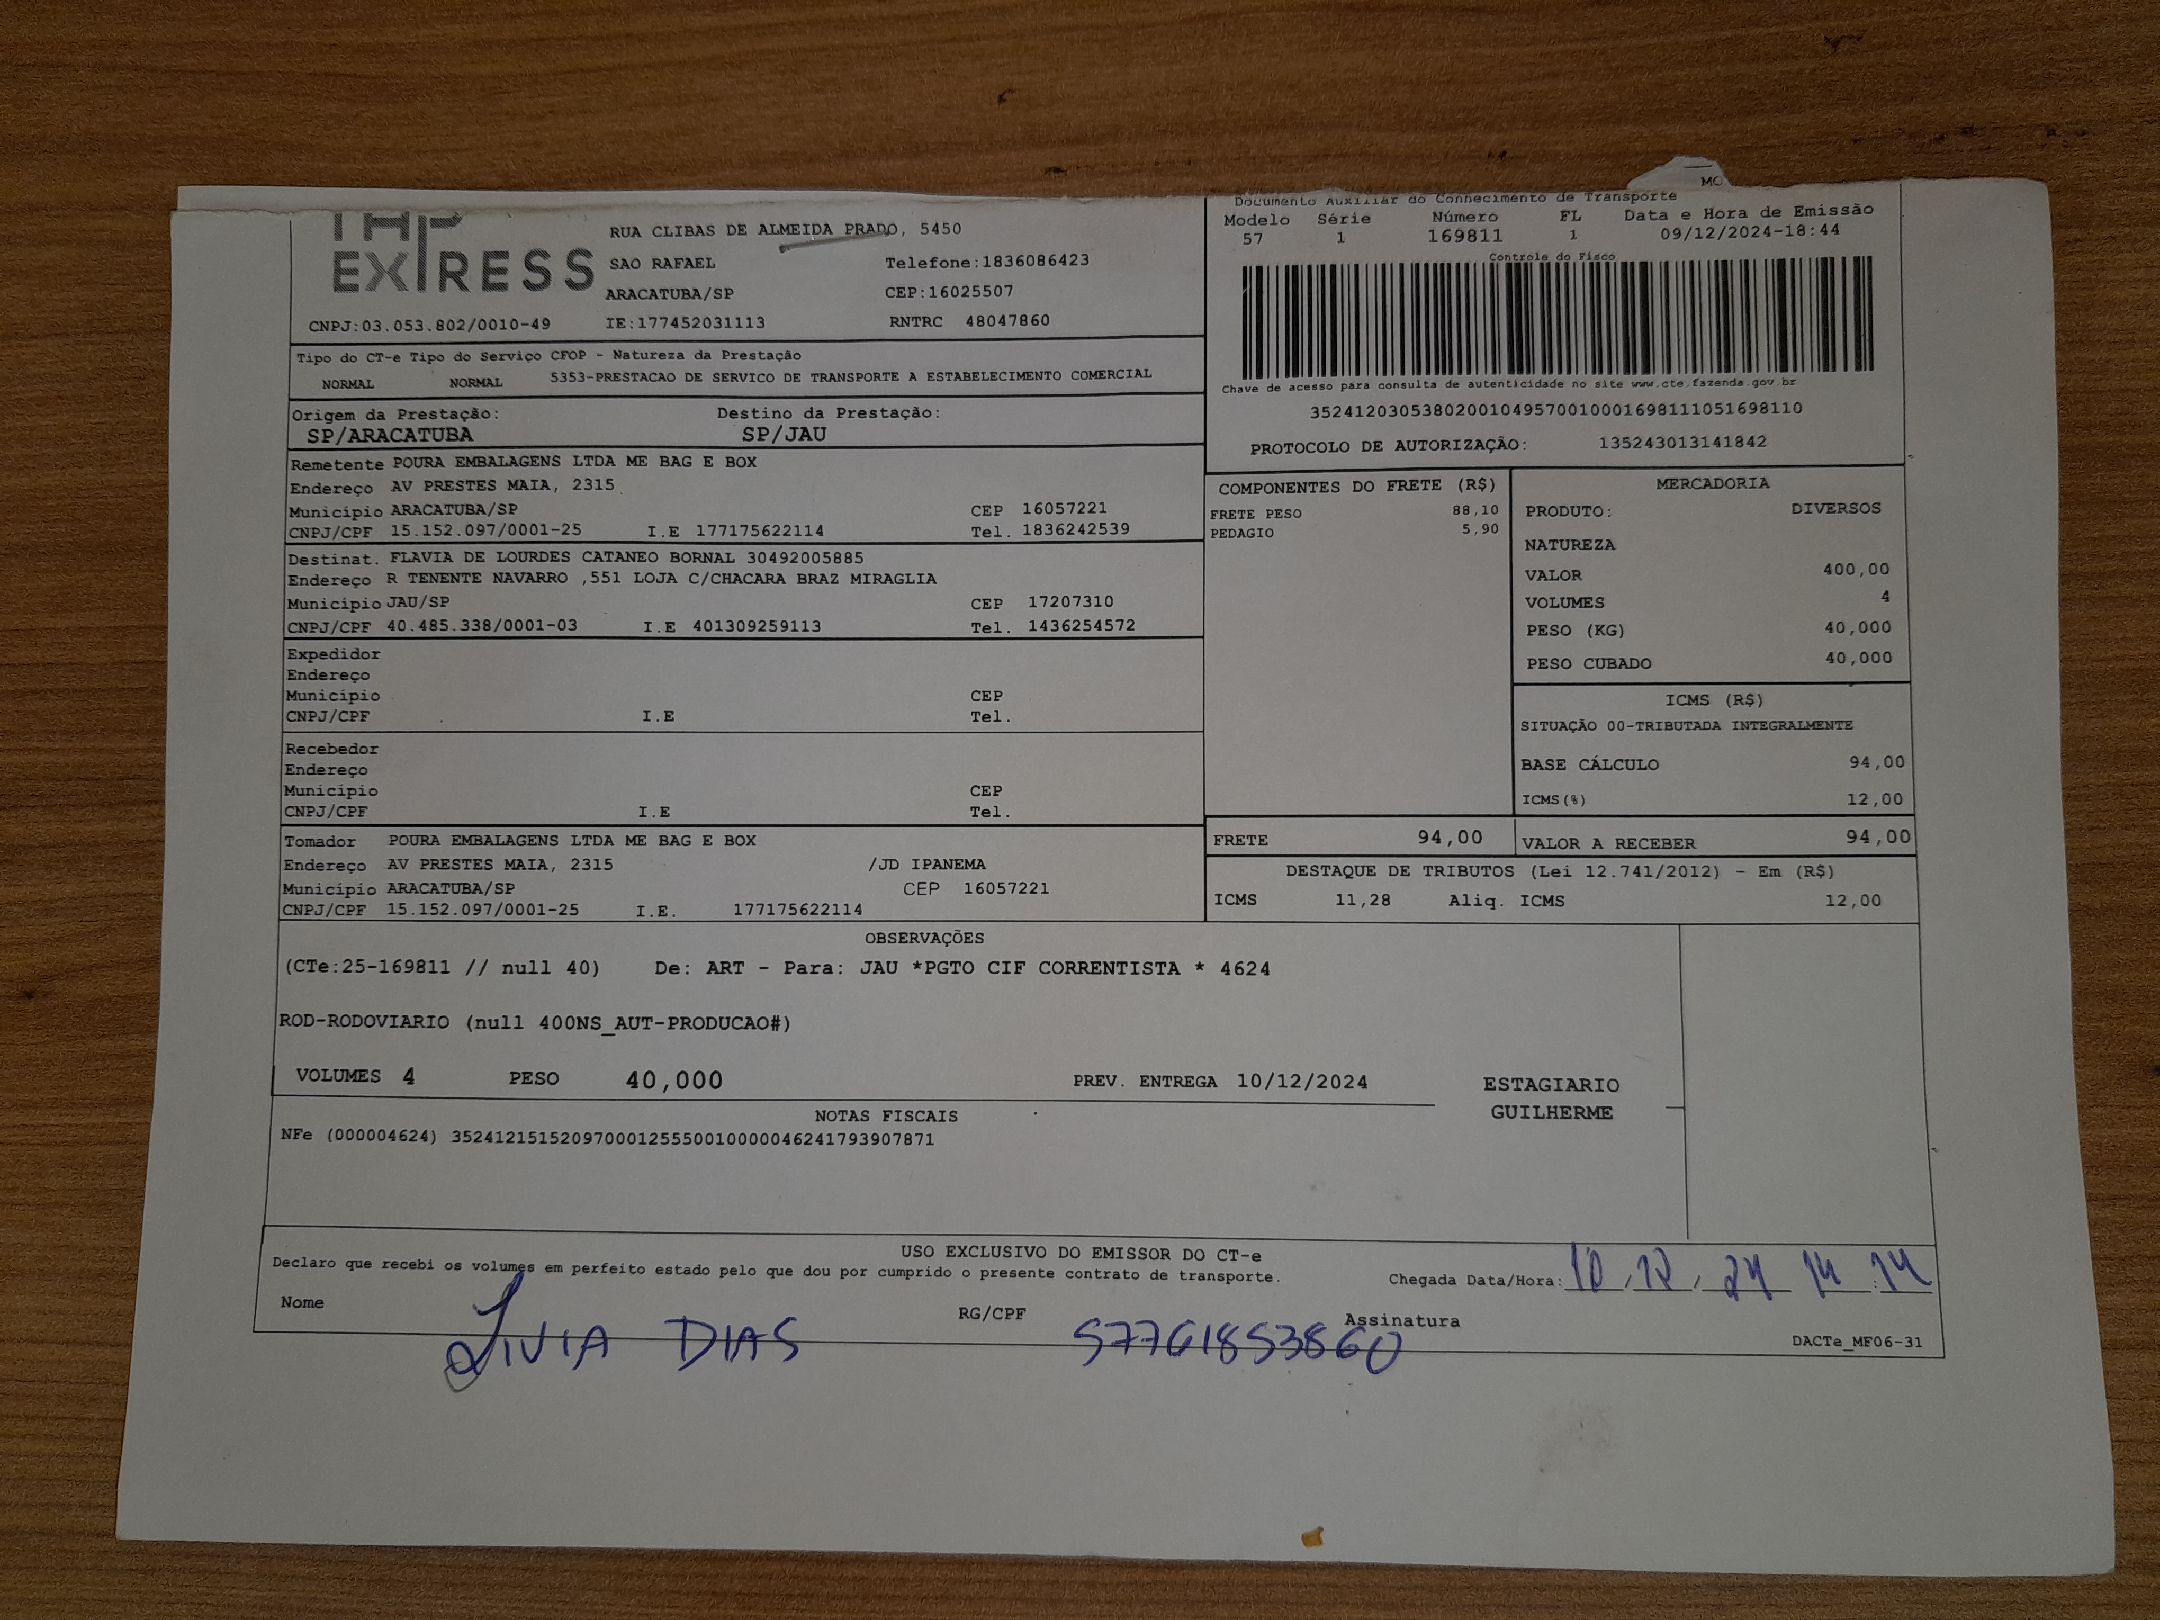 EXPRESS
RUA CLIBAS DE ALMEIDA PRADO, 5450
SAO RAFAEL Telefone:1836086423
ARACATUBA/SP CEP:16025507
CNPJ:03.053.802/0010-49 IE:177452031113 RNTRC 48047860
MO
Documento Auxiliar do Conhecimento de Transporte
Modelo Série Número FL Data e Hora de Emissão
57 1 169811 1 09/12/2024-18:44
Controle do Fisco
Chave de acesso para consulta de autenticidade no site www.cte.fazenda.gov.br
35241203053802001049570010001698111051698110
PROTOCOLO DE AUTORIZAÇÃO: 135243013141842
Tipo do CT-e Tipo do Serviço CFOP - Natureza da Prestação
NORMAL NORMAL 5353-PRESTACAO DE SERVICO DE TRANSPORTE A ESTABELECIMENTO COMERCIAL
Origem da Prestação: Destino da Prestação:
SP/ARACATUBA SP/JAU
Remetente POURA EMBALAGENS LTDA ME BAG E BOX
Endereço AV PRESTES MAIA, 2315
Município ARACATUBA/SP CEP 16057221
CNPJ/CPF 15.152.097/0001-25 I.E 177175622114 Tel. 1836242539
Destinat. FLAVIA DE LOURDES CATANEO BORNAL 30492005885
Endereço R TENENTE NAVARRO ,551 LOJA C/CHACARA BRAZ MIRAGLIA
Município JAU/SP CEP 17207310
CNPJ/CPF 40.485.338/0001-03 I.E 401309259113 Tel. 1436254572
Expedidor
Endereço
Município CEP
CNPJ/CPF I.E Tel.
Recebedor
Endereço
Município CEP
CNPJ/CPF I.E Tel.
Tomador POURA EMBALAGENS LTDA ME BAG E BOX
Endereço AV PRESTES MAIA, 2315 /JD IPANEMA
Município ARACATUBA/SP CEP 16057221
CNPJ/CPF 15.152.097/0001-25 I.E. 177175622114
COMPONENTES DO FRETE (R$)
FRETE PESO 88,10
PEDAGIO 5,90
MERCADORIA
PRODUTO: DIVERSOS
NATUREZA
VALOR 400,00
VOLUMES 4
PESO (KG) 40,000
PESO CUBADO 40,000
ICMS (R$)
SITUAÇÃO 00-TRIBUTADA INTEGRALMENTE
BASE CÁLCULO 94,00
ICMS(%) 12,00
FRETE 94,00 VALOR A RECEBER 94,00
DESTAQUE DE TRIBUTOS (Lei 12.741/2012) - Em (R$)
ICMS 11,28 Aliq. ICMS 12,00
OBSERVAÇÕES
(CTe:25-169811 // null 40) De: ART - Para: JAU *PGTO CIF CORRENTISTA * 4624
ROD-RODOVIARIO (null 400NS_AUT-PRODUCAO#)
VOLUMES 4 PESO 40,000 PREV. ENTREGA 10/12/2024
ESTAGIARIO
GUILHERME
NOTAS FISCAIS
NFe (000004624) 35241215152097000125550010000046241793907871
USO EXCLUSIVO DO EMISSOR DO CT-e
Declaro que recebi os volumes em perfeito estado pelo que dou por cumprido o presente contrato de transporte.
Chegada Data/Hora: 10/12/24 14:14
Nome LIVIA DIAS RG/CPF 57761853860 Assinatura
DACTe_MF06-31